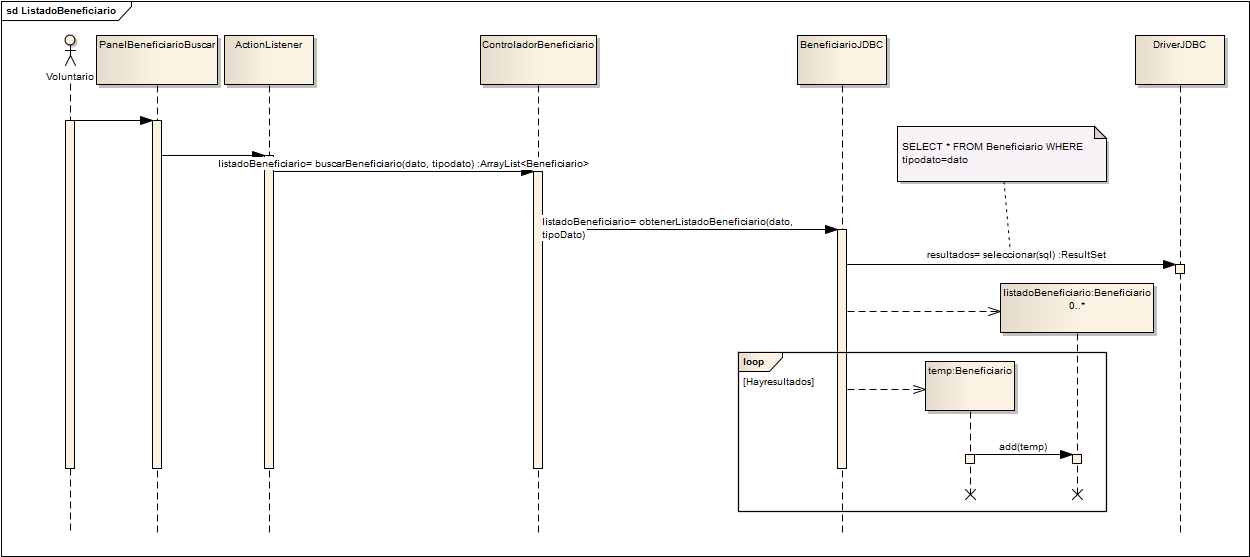 sd ListadoBeneficiario
Voluntario
PanelBeneficiarioBuscar
ActionListener
ControladorBeneficiario
BeneficiarioJDBC
DriverJDBC
SELECT * FROM Beneficiario WHERE
tipodato=dato
listadoBeneficiario= buscarBeneficiario(dato, tipodato) :ArrayList<Beneficiario>
listadoBeneficiario= obtenerListadoBeneficiario(dato,
tipoDato)
resultados= seleccionar(sql) :ResultSet
listadoBeneficiario:Beneficiario
0..*
loop
[Hayresultados]
temp:Beneficiario
add(temp)